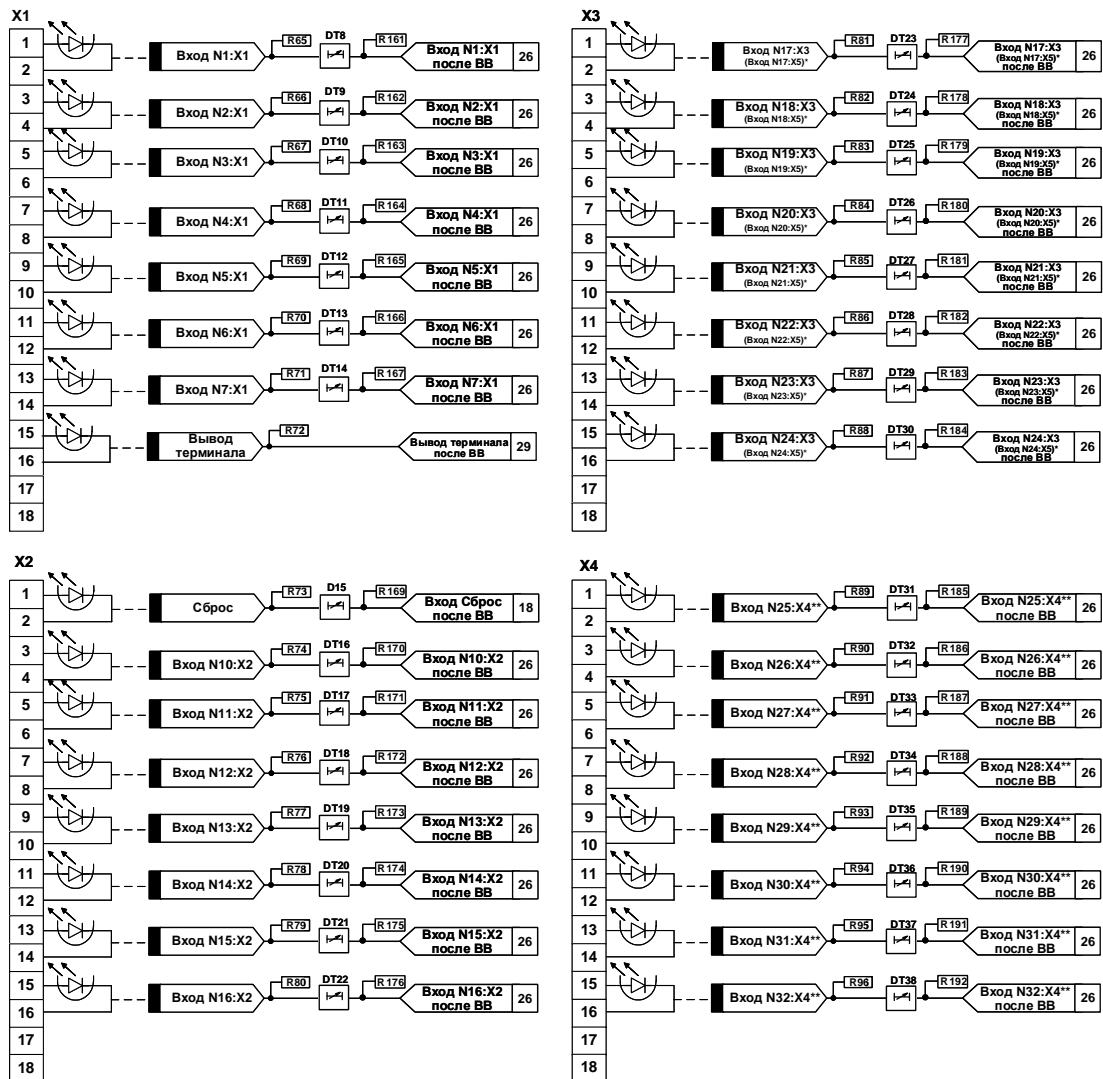 X1
1
2
R65
DT8
R161
Вход N1:X1
Вход N1:X1
после ВВ
26
3
4
R66
DT9
R162
Вход N2:X1
Вход N2:X1
после ВВ
26
5
6
R67
DT10
R163
Вход N3:X1
Вход N3:X1
после ВВ
26
7
8
R68
DT11
R164
Вход N4:X1
Вход N4:X1
после ВВ
26
9
10
R69
DT12
R165
Вход N5:X1
Вход N5:X1
после ВВ
26
11
12
R70
DT13
R166
Вход N6:X1
Вход N6:X1
после ВВ
26
13
14
R71
DT14
R167
Вход N7:X1
Вход N7:X1
после ВВ
26
15
16
R72
Вывод
терминала
Вывод терминала
после ВВ
29
17
18
X3
1
2
R81
DT23
R177
Вход N17:X3
(Вход N17:X5)*
Вход N17:X3
(Вход N17:X5)*
после ВВ
26
3
4
R82
DT24
R178
Вход N18:X3
(Вход N18:X5)*
Вход N18:X3
(Вход N18:X5)*
после ВВ
26
5
6
R83
DT25
R179
Вход N19:X3
(Вход N19:X5)*
Вход N19:X3
(Вход N19:X5)*
после ВВ
26
7
8
R84
DT26
R180
Вход N20:X3
(Вход N20:X5)*
Вход N20:X3
(Вход N20:X5)*
после ВВ
26
9
10
R85
DT27
R181
Вход N21:X3
(Вход N21:X5)*
Вход N21:X3
(Вход N21:X5)*
после ВВ
26
11
12
R86
DT28
R182
Вход N22:X3
(Вход N22:X5)*
Вход N22:X3
(Вход N22:X5)*
после ВВ
26
13
14
R87
DT29
R183
Вход N23:X3
(Вход N23:X5)*
Вход N23:X3
(Вход N23:X5)*
после ВВ
26
15
16
R88
DT30
R184
Вход N24:X3
(Вход N24:X5)*
Вход N24:X3
(Вход N24:X5)*
после ВВ
26
17
18
X2
1
2
R73
D15
R169
Сброс
Вход Сброс
после ВВ
18
3
4
R74
DT16
R170
Вход N10:X2
Вход N10:X2
после ВВ
26
5
6
R75
DT17
R171
Вход N11:X2
Вход N11:X2
после ВВ
26
7
8
R76
DT18
R172
Вход N12:X2
Вход N12:X2
после ВВ
26
9
10
R77
DT19
R173
Вход N13:X2
Вход N13:X2
после ВВ
26
11
12
R78
DT20
R174
Вход N14:X2
Вход N14:X2
после ВВ
26
13
14
R79
DT21
R175
Вход N15:X2
Вход N15:X2
после ВВ
26
15
16
R80
DT22
R176
Вход N16:X2
Вход N16:X2
после ВВ
26
17
18
X4
1
2
R89
DT31
R185
Вход N25:X4**
Вход N25:X4**
после ВВ
26
3
4
R90
DT32
R186
Вход N26:X4**
Вход N26:X4**
после ВВ
26
5
6
R91
DT33
R187
Вход N27:X4**
Вход N27:X4**
после ВВ
26
7
8
R92
DT34
R188
Вход N28:X4**
Вход N28:X4**
после ВВ
26
9
10
R93
DT35
R189
Вход N29:X4**
Вход N29:X4**
после ВВ
26
11
12
R94
DT36
R190
Вход N30:X4**
Вход N30:X4**
после ВВ
26
13
14
R95
DT37
R191
Вход N31:X4**
Вход N31:X4**
после ВВ
26
15
16
R96
DT38
R192
Вход N32:X4**
Вход N32:X4**
после ВВ
26
17
18